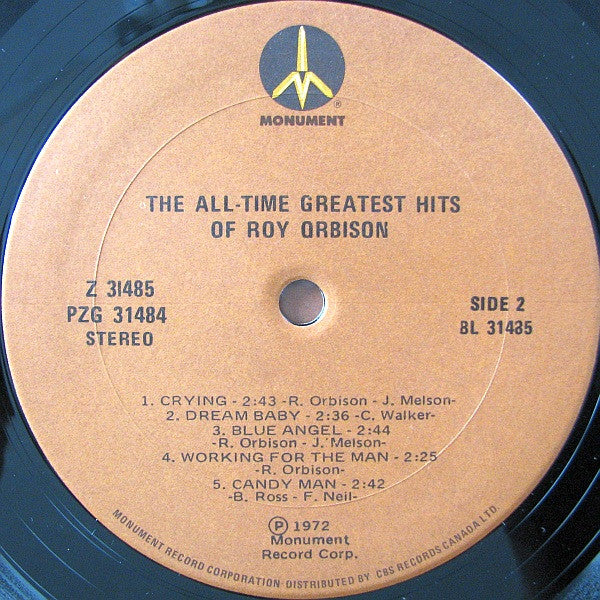 ®
MONUMENT
THE ALL-TIME GREATEST HITS
OF ROY ORBISON
Z 31485
PZG 31484
STEREO
SIDE 2
BL 31485
1. CRYING - 2:43 -R. Orbison - J. Melson-
2. DREAM BABY - 2:36 -C. Walker-
3. BLUE ANGEL - 2:44
-R. Orbison - J. Melson-
4. WORKING FOR THE MAN - 2:25
-R. Orbison-
5. CANDY MAN - 2:42
-B. Ross - F. Neil-
℗ 1972
Monument
Record Corp.
MONUMENT RECORD CORPORATION DISTRIBUTED BY CBS RECORDS CANADA LTD.